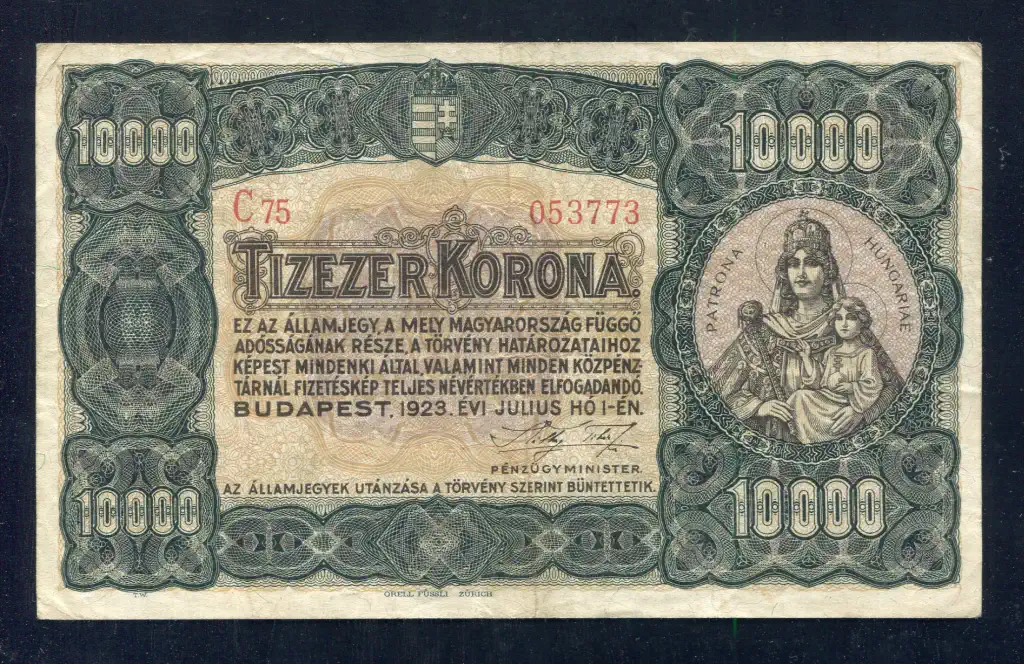 10000
10000
C 75
053773
TIZEZER KORONA.
EZ AZ ÁLLAMJEGY, A MELY MAGYARORSZÁG FÜGGŐ
ADÓSSÁGÁNAK RÉSZE, A TÖRVÉNY HATÁROZATAIHOZ
KÉPEST MINDENKI ÁLTAL, VALAMINT MINDEN KÖZPÉNZ-
TÁRNÁL FIZETÉSKÉP TELJES NÉVÉRTÉKBEN ELFOGADANDÓ.
BUDAPEST, 1923. ÉVI JULIUS HÓ 1-ÉN.
PÉNZÜGYMINISTER.
AZ ÁLLAMJEGYEK UTÁNZÁSA A TÖRVÉNY SZERINT BÜNTETTETIK.
PATRONA HUNGARIAE
10000
10000
T.W.
ORELL FÜSSLI ZÜRICH